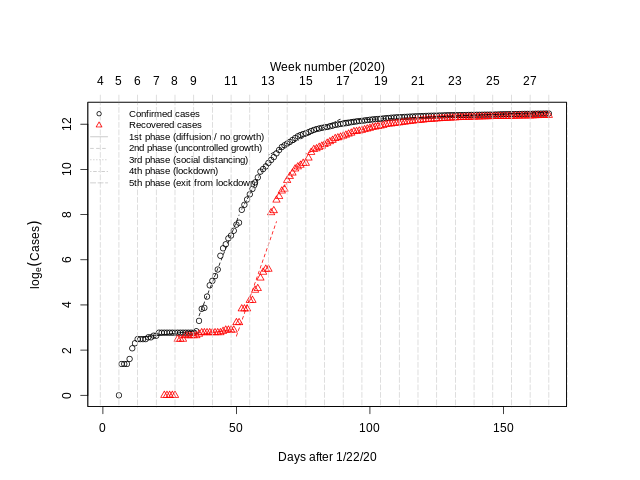 Week number (2020)
4 5 6 7 8 9 11 13 15 17 19 21 23 25 27
Confirmed cases
Recovered cases
1st phase (diffusion / no growth)
2nd phase (uncontrolled growth)
3rd phase (social distancing)
4th phase (lockdown)
5th phase (exit from lockdown)
12
10
8
6
4
2
0
logₑ(Cases)
0 50 100 150
Days after 1/22/20